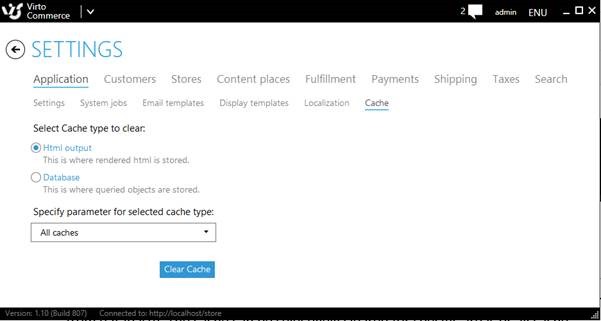 Virto
Commerce
2 admin ENU
SETTINGS
Application Customers Stores Content places Fulfillment Payments Shipping Taxes Search
Settings System jobs Email templates Display templates Localization Cache
Select Cache type to clear:
Html output
This is where rendered html is stored.
Database
This is where queried objects are stored.
Specify parameter for selected cache type:
All caches
Clear Cache
Version: 1.10 (Build 807) Connected to: http://localhost/store